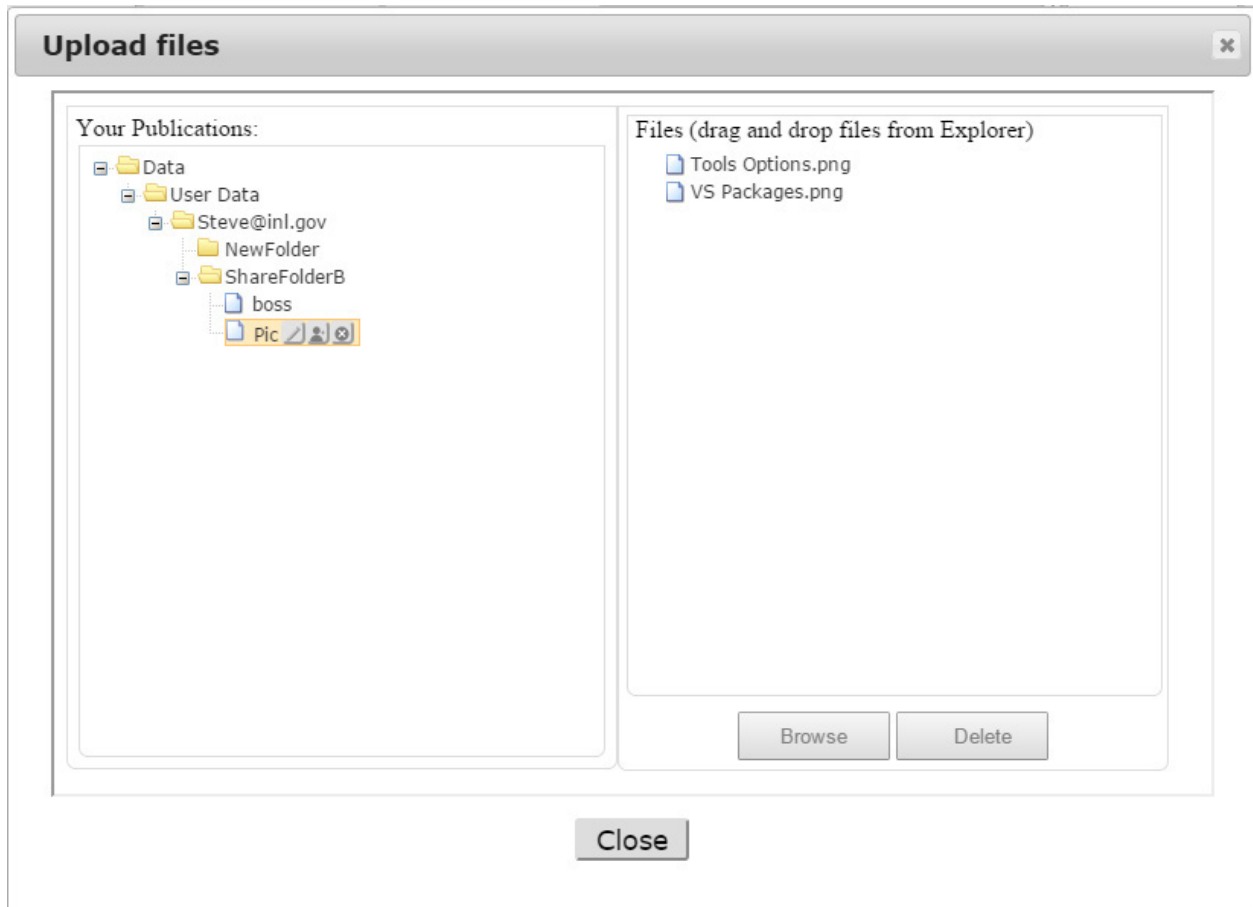 Upload files
Your Publications:
Data
User Data
Steve@inl.gov
NewFolder
ShareFolderB
boss
Pic
Files (drag and drop files from Explorer)
Tools Options.png
VS Packages.png
Browse
Delete
Close